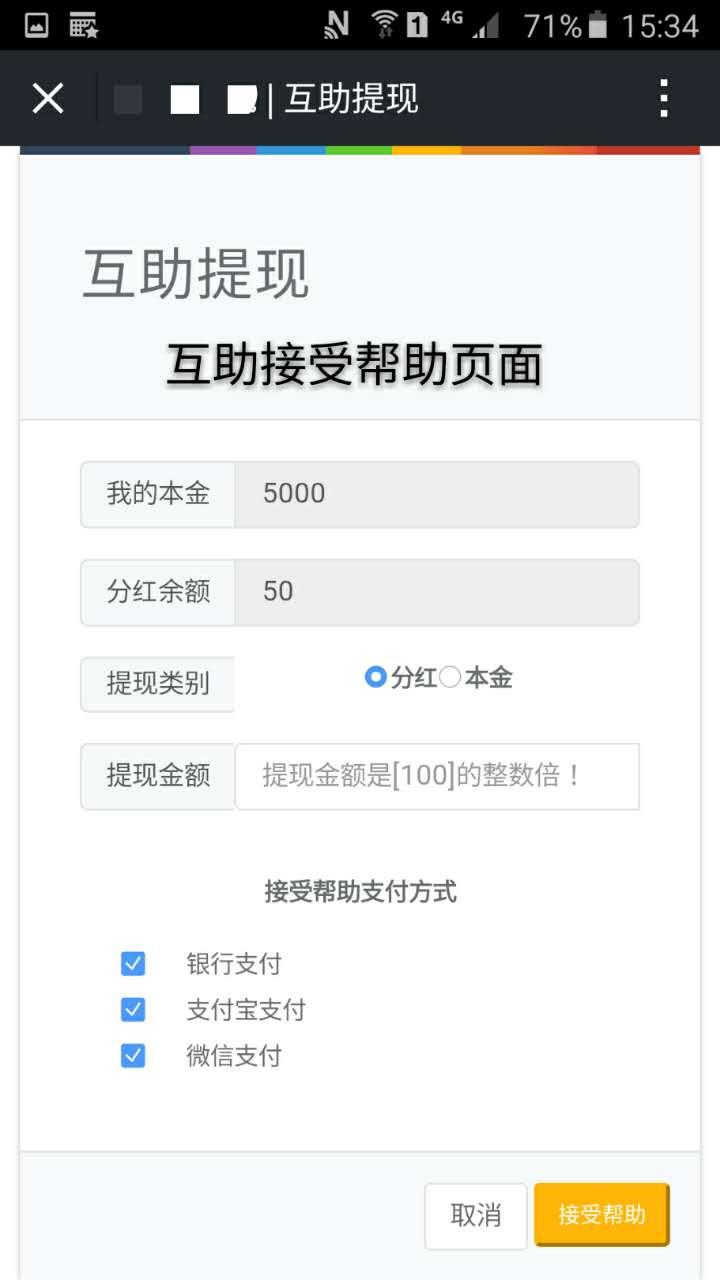 4G 71% 15:34
| 互助提现
互助提现
互助接受帮助页面
我的本金 5000
分红余额 50
提现类别 分红 本金
提现金额 提现金额是[100]的整数倍！
接受帮助支付方式
银行支付
支付宝支付
微信支付
取消 接受帮助